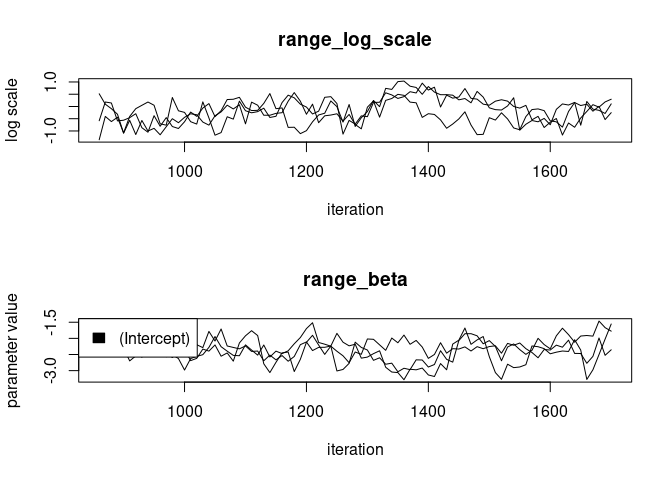 range_log_scale
log scale
1.0
-1.0
1000
1200
1400
1600
iteration
range_beta
parameter value
-1.5
-3.0
(Intercept)
1000
1200
1400
1600
iteration